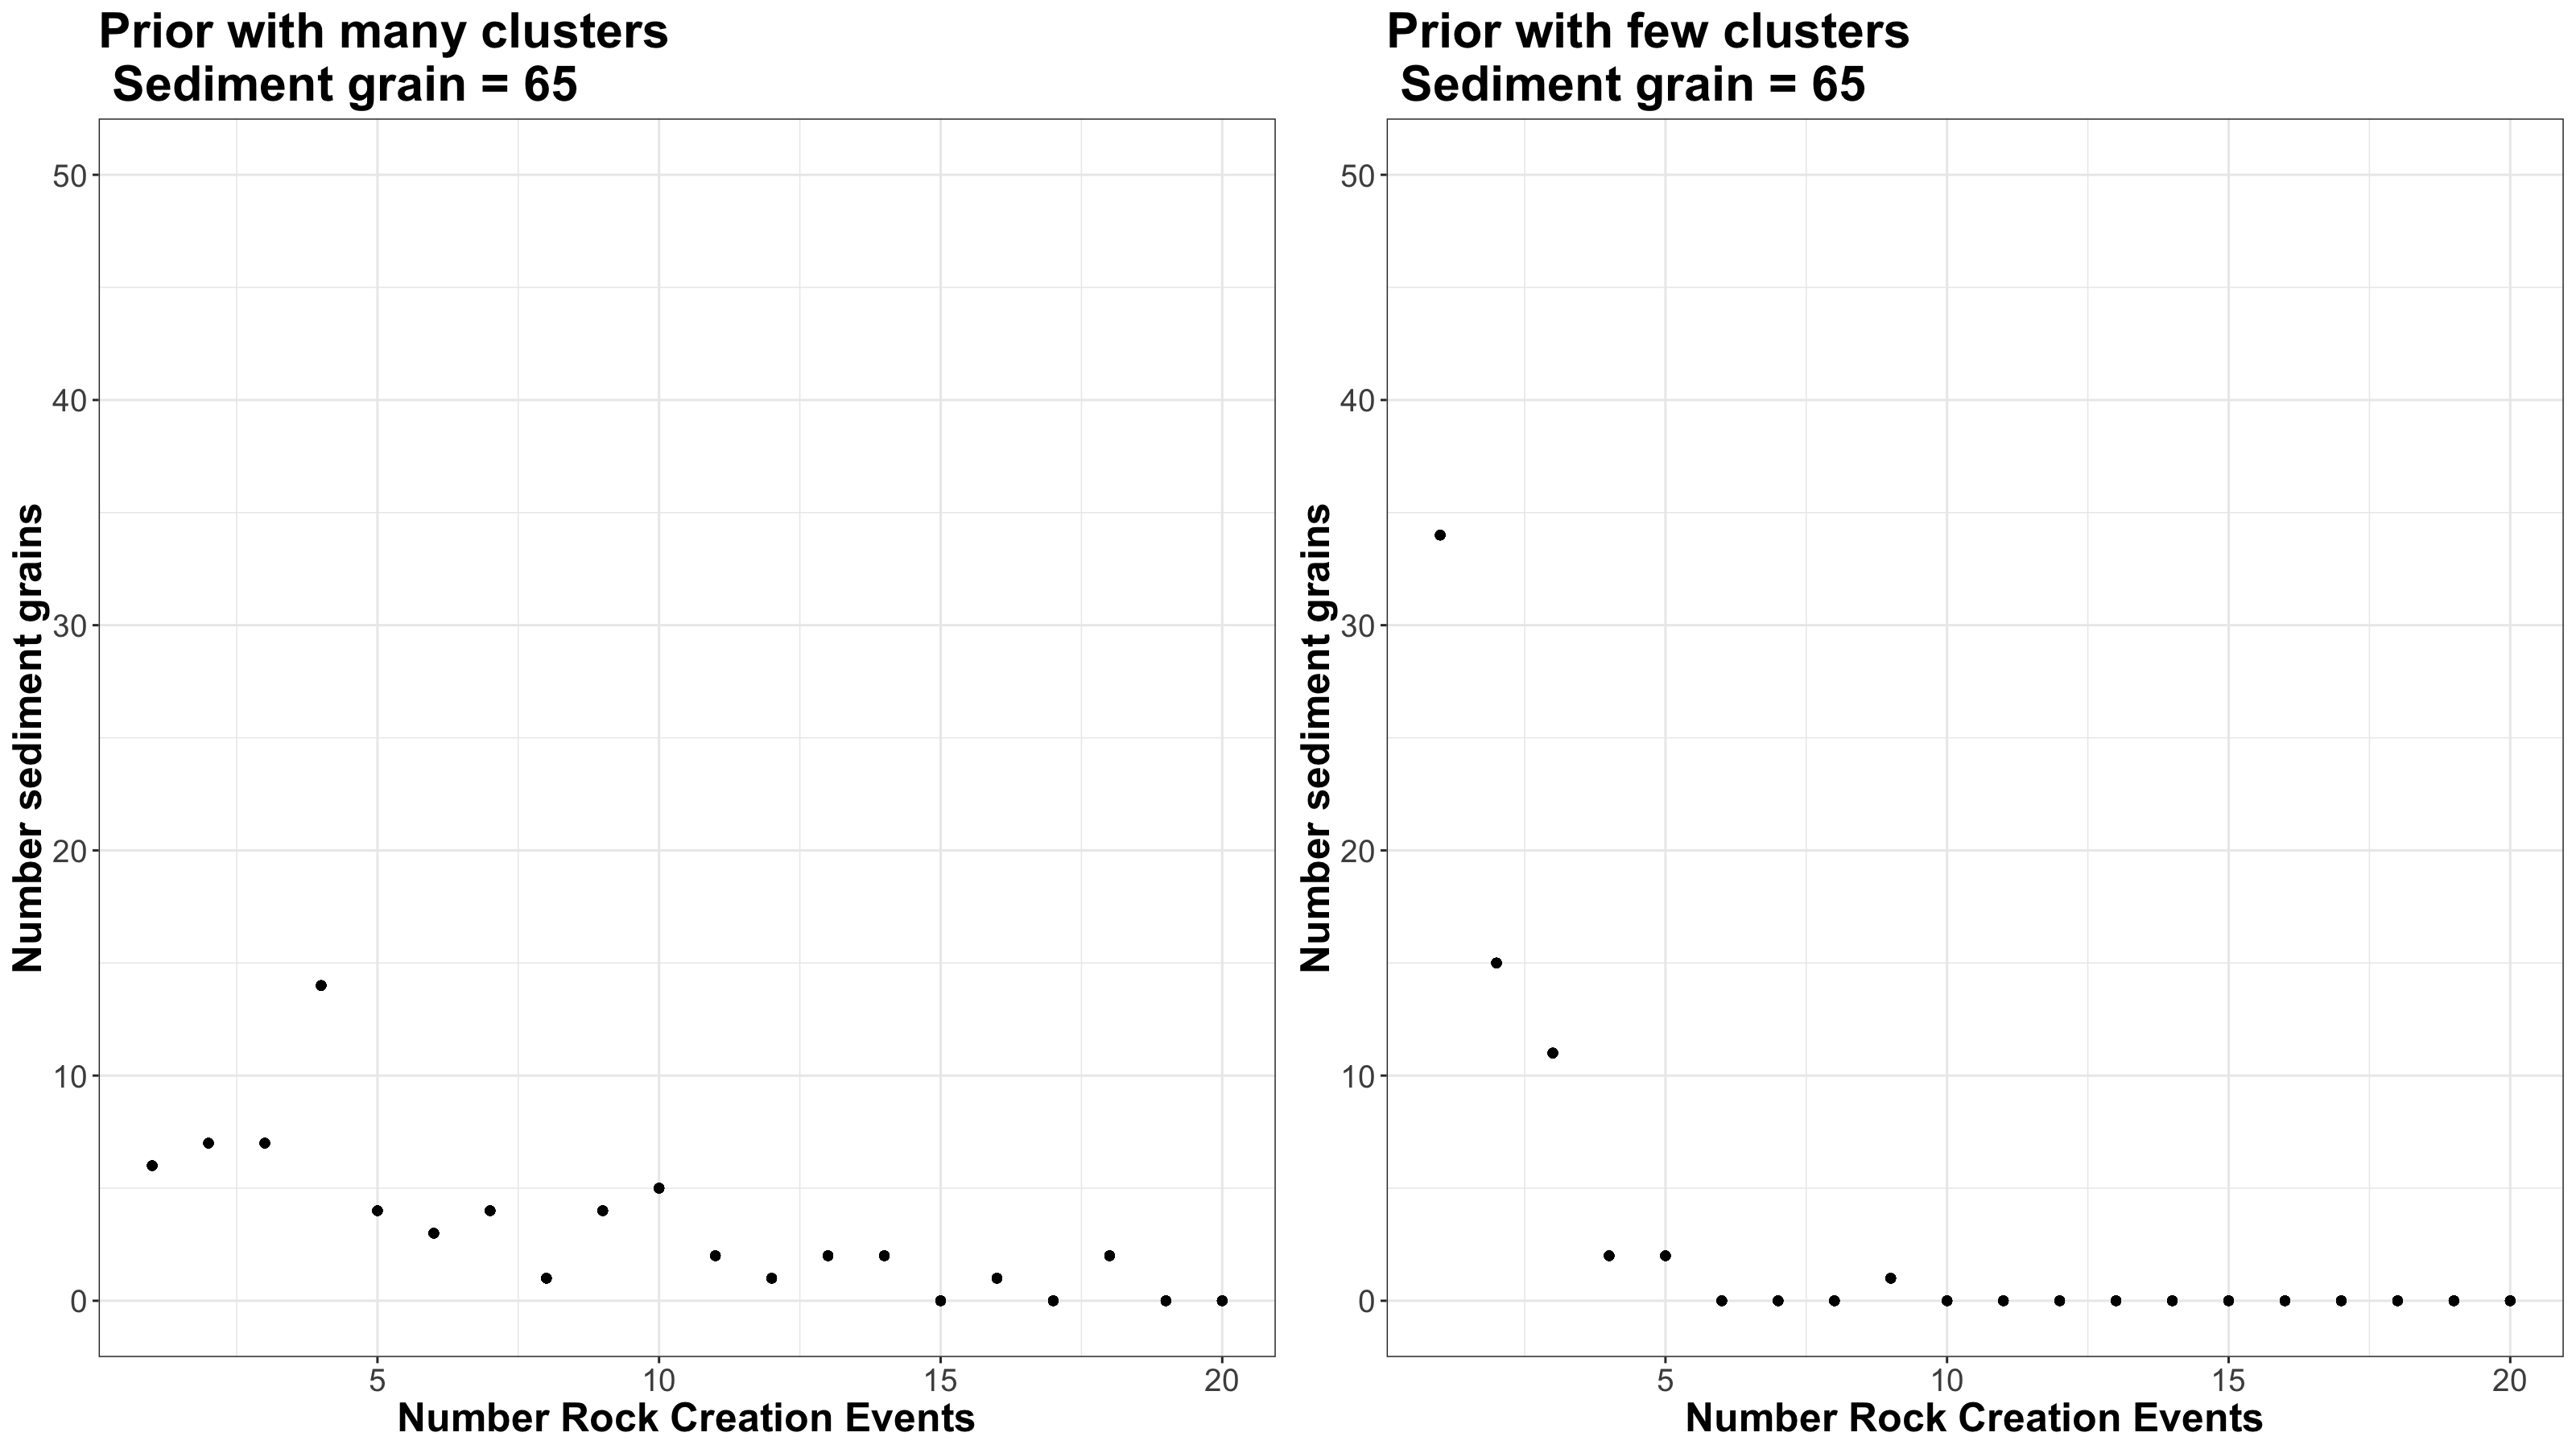 Prior with many clusters
Sediment grain = 65
Number sediment grains
50
40
30
20
10
0
5 10 15 20
Number Rock Creation Events
Prior with few clusters
Sediment grain = 65
Number sediment grains
50
40
30
20
10
0
5 10 15 20
Number Rock Creation Events